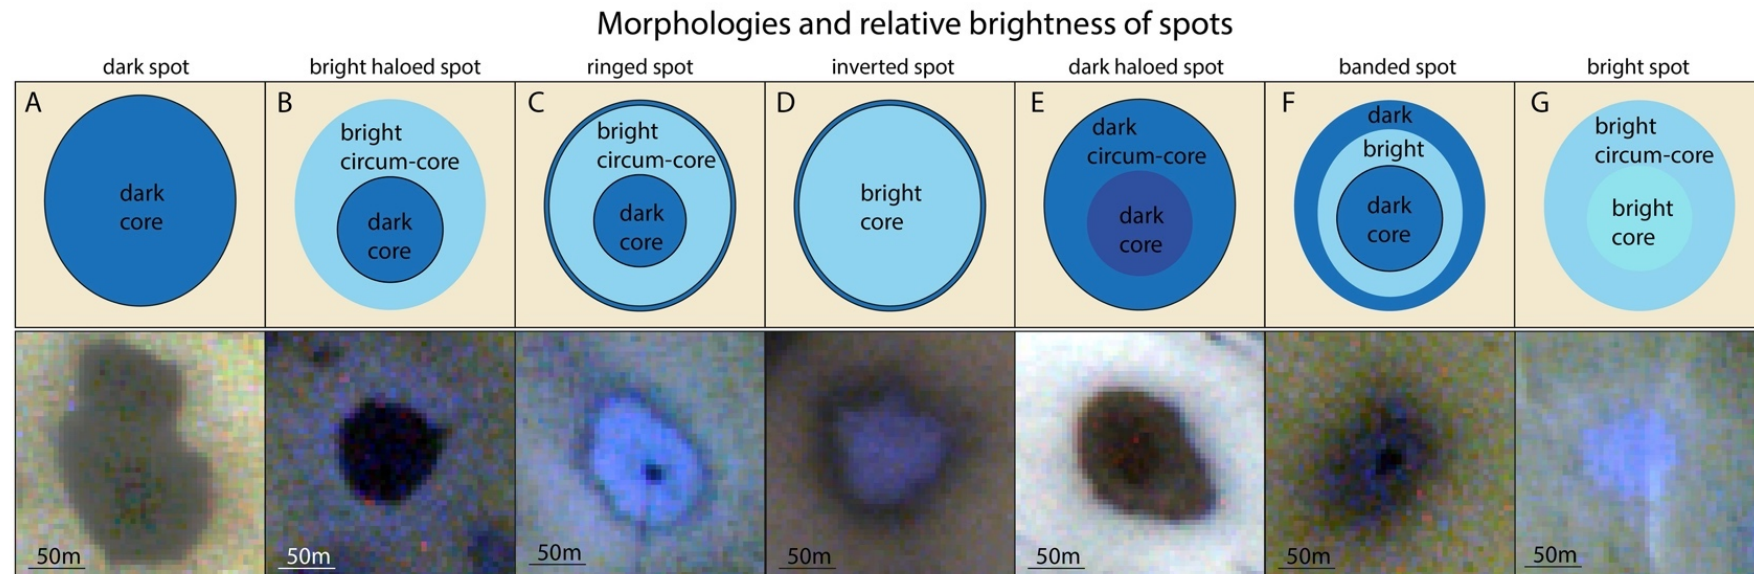 Morphologies and relative brightness of spots
dark spot
bright haloed spot
ringed spot
inverted spot
dark haloed spot
banded spot
bright spot
A
dark
core
B
bright
circum-core
dark
core
C
bright
circum-core
dark
core
D
bright
core
E
dark
circum-core
dark
core
F
dark
bright
dark
core
G
bright
circum-core
bright
core
50m
50m
50m
50m
50m
50m
50m